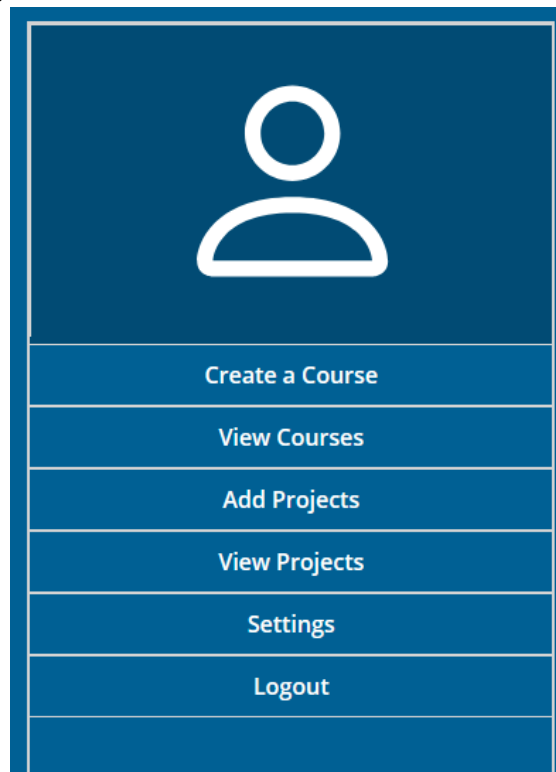 Create a Course
View Courses
Add Projects
View Projects
Settings
Logout